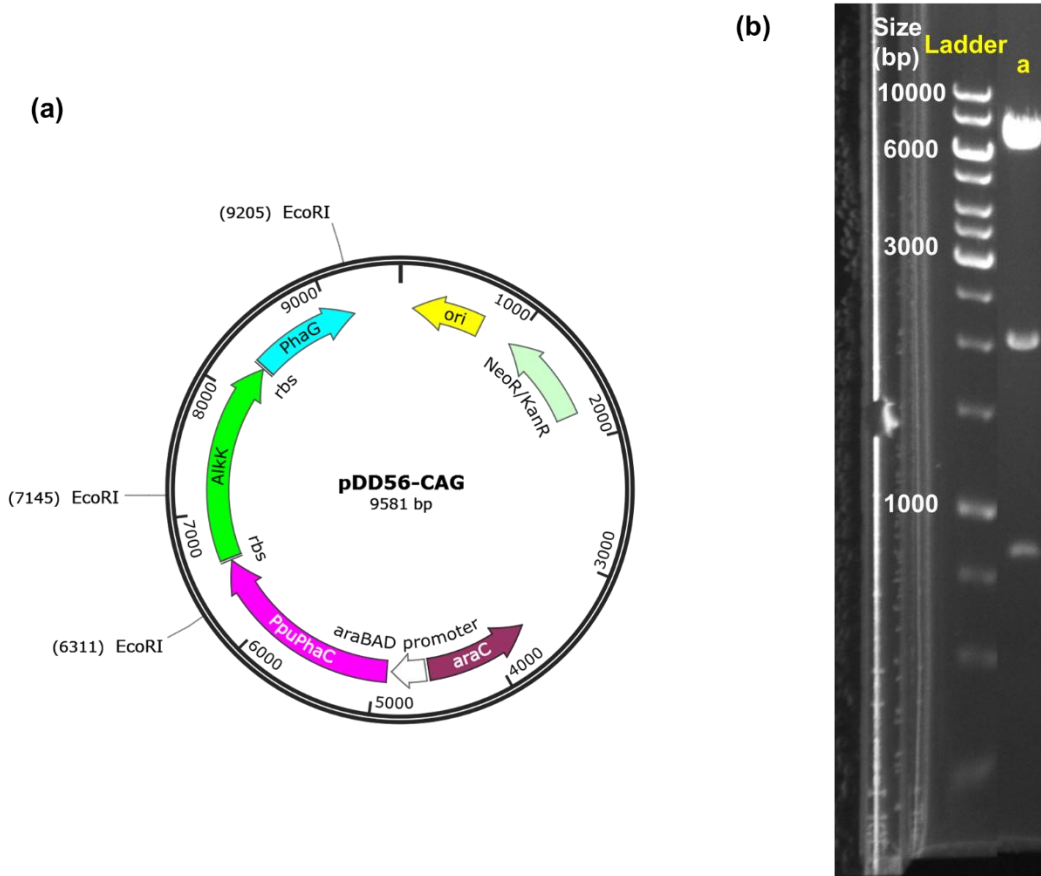 (a)
(9205) EcoRI
9000
1000
ori
PhaG
rbs
NeoR/KanR
8000
2000
AlkK
pDD56-CAG
9581 bp
(7145) EcoRI
7000
rbs
3000
araBAD promoter
PpuPhaC
araC
(6311) EcoRI
6000
4000
5000
(b)
Size
(bp)
Ladder
a
10000
6000
3000
1000